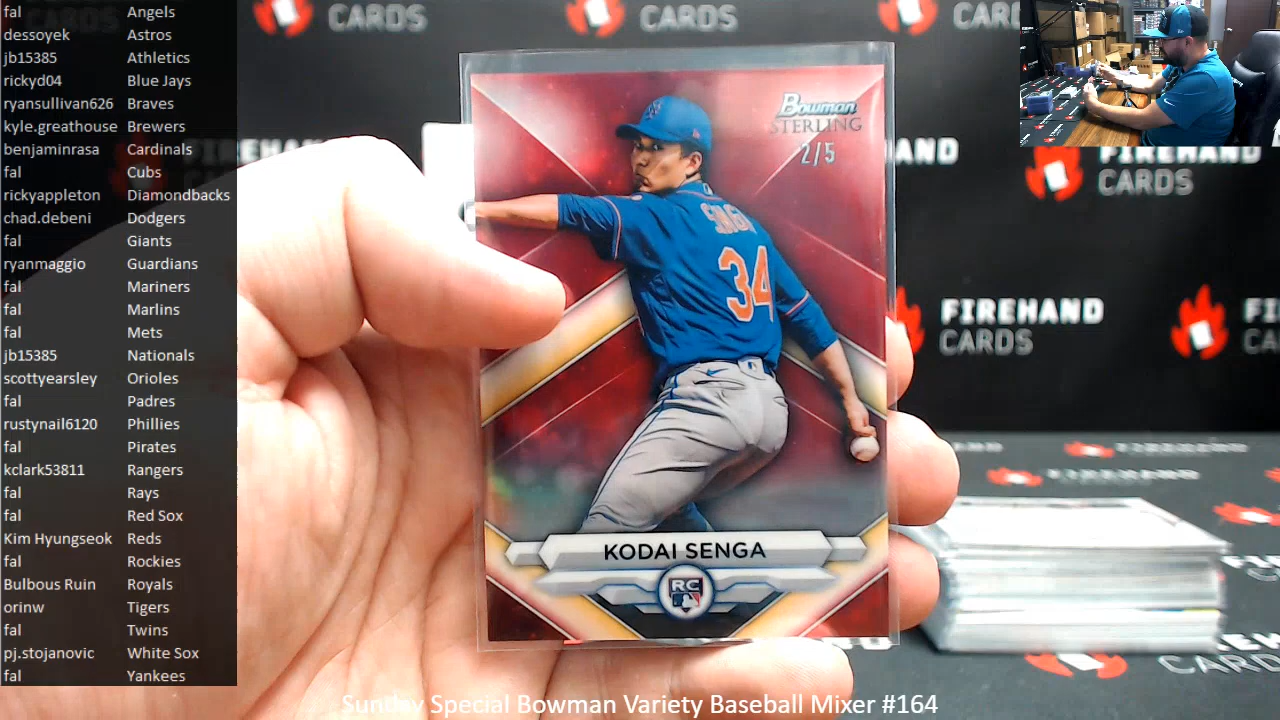 fal Angels
dessoyek Astros
jb15385 Athletics
rickyd04 Blue Jays
ryansullivan626 Braves
kyle.greathouse Brewers
benjaminrasa Cardinals
fal Cubs
rickyappleton Diamondbacks
chad.debeni Dodgers
fal Giants
ryanmaggio Guardians
fal Mariners
fal Marlins
fal Mets
jb15385 Nationals
scottyearsley Orioles
fal Padres
rustynail6120 Phillies
fal Pirates
kclark53811 Rangers
fal Rays
fal Red Sox
Kim Hyungseok Reds
fal Rockies
Bulbous Ruin Royals
orinw Tigers
fal Twins
pj.stojanovic White Sox
fal Yankees
CARDS
CARDS
CARDS
Bowman
STERLING
2/5
34
KODAI SENGA
RC
AND
FIREHAND
CARDS
FIREHAND
CARDS
FI
CA
CARDS
Sunday Special Bowman Variety Baseball Mixer #164